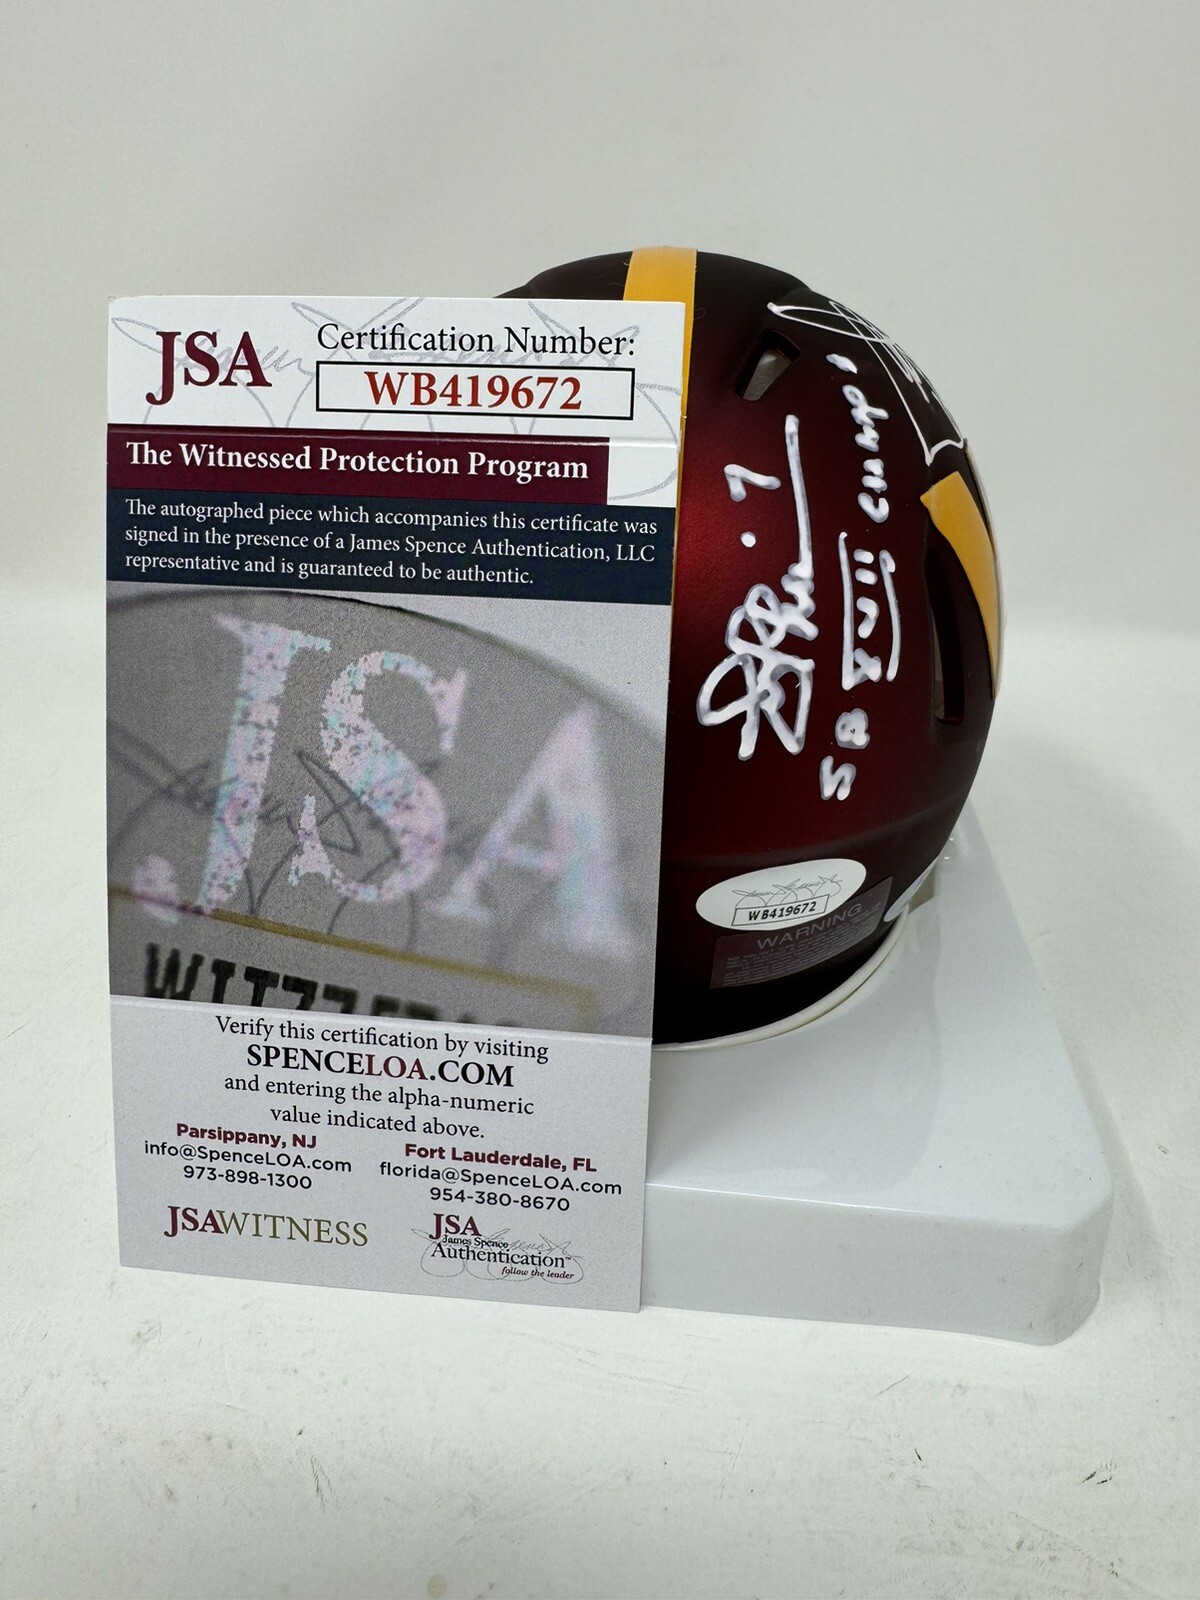 JSA
Certification Number:
WB419672
The Witnessed Protection Program
The autographed piece which accompanies this certificate was
signed in the presence of a James Spence Authentication, LLC
representative and is guaranteed to be authentic.
JSA
Verify this certification by visiting
SPENCELOA.COM
and entering the alpha-numeric
value indicated above.
Parsippany, NJ
info@SpenceLOA.com
973-898-1300
Fort Lauderdale, FL
florida@SpenceLOA.com
954-380-8670
JSAWITNESS
JSA
James Spence
Authentication™
follow the leader
SB XVII champs!
WB419672
WARNING